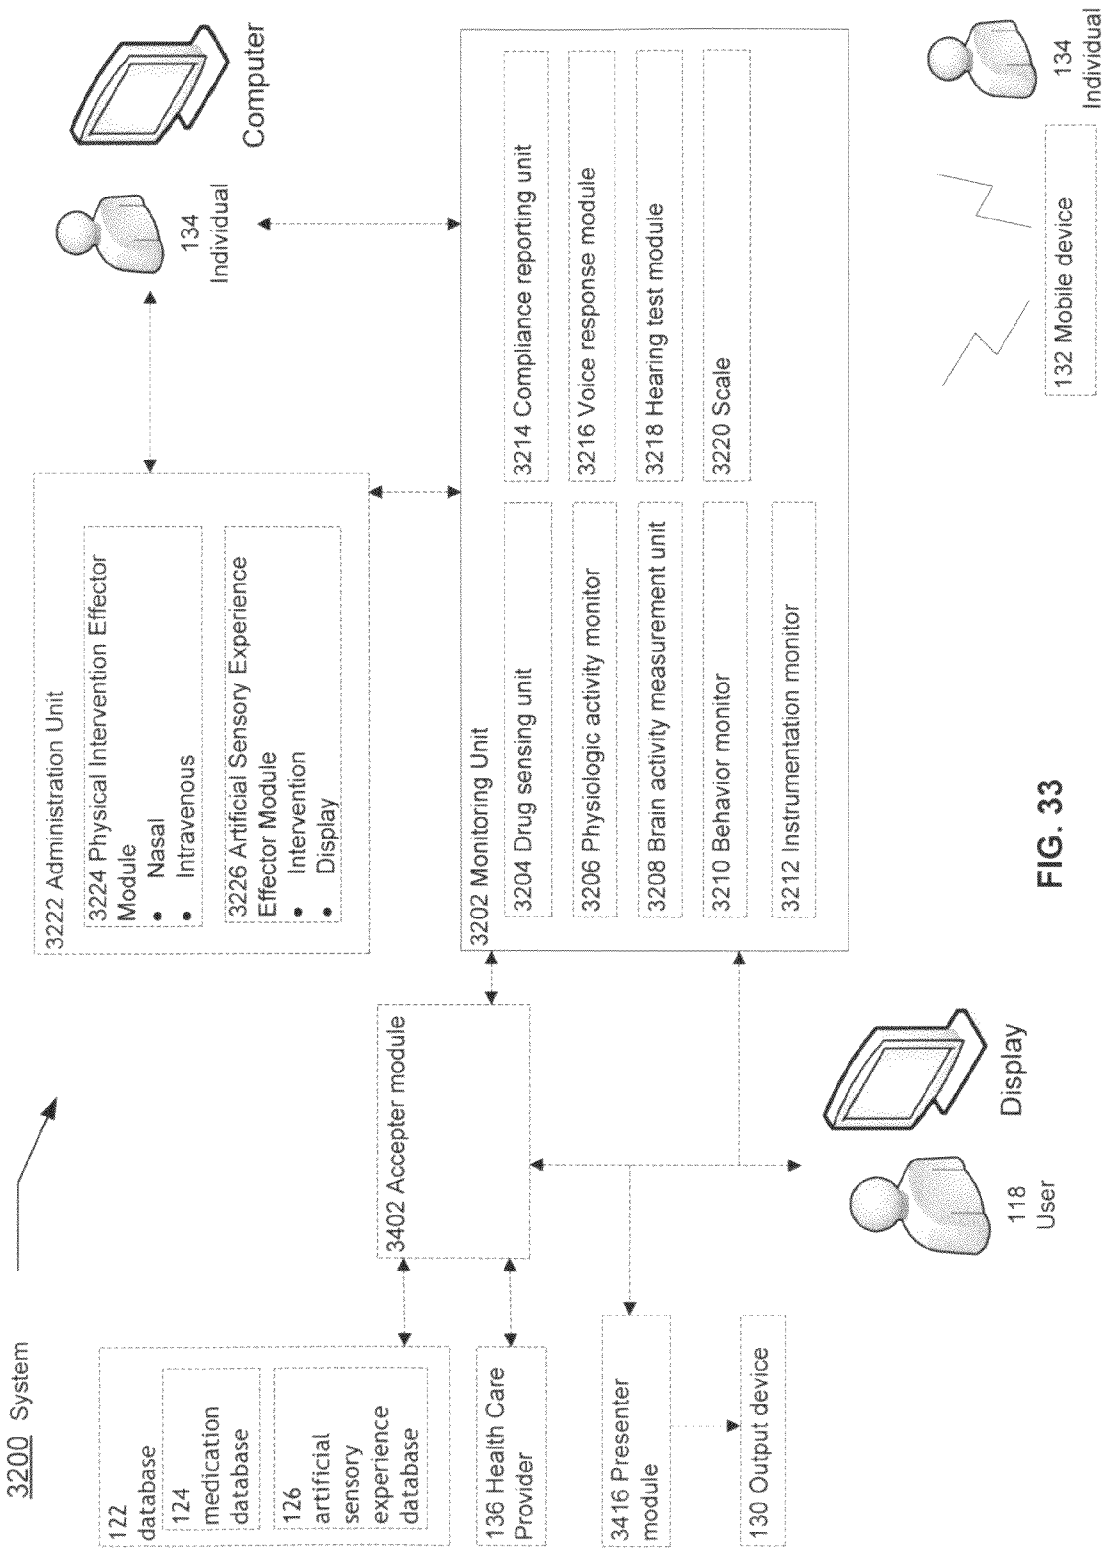 3200 System
122
database
124
medication
database
126
artificial
sensory
experience
database
136 Health Care
Provider
3416 Presenter
module
130 Output device
3402 Accepter module
118
User
Display
3222 Administration Unit
3224 Physical Intervention Effector
Module
• Nasal
• Intravenous
3226 Artificial Sensory Experience
Effector Module
• Intervention
• Display
3202 Monitoring Unit
3204 Drug sensing unit
3206 Physiologic activity monitor
3208 Brain activity measurement unit
3210 Behavior monitor
3212 Instrumentation monitor
3214 Compliance reporting unit
3216 Voice response module
3218 Hearing test module
3220 Scale
134
Individual
Computer
132 Mobile device
134
Individual
FIG. 33